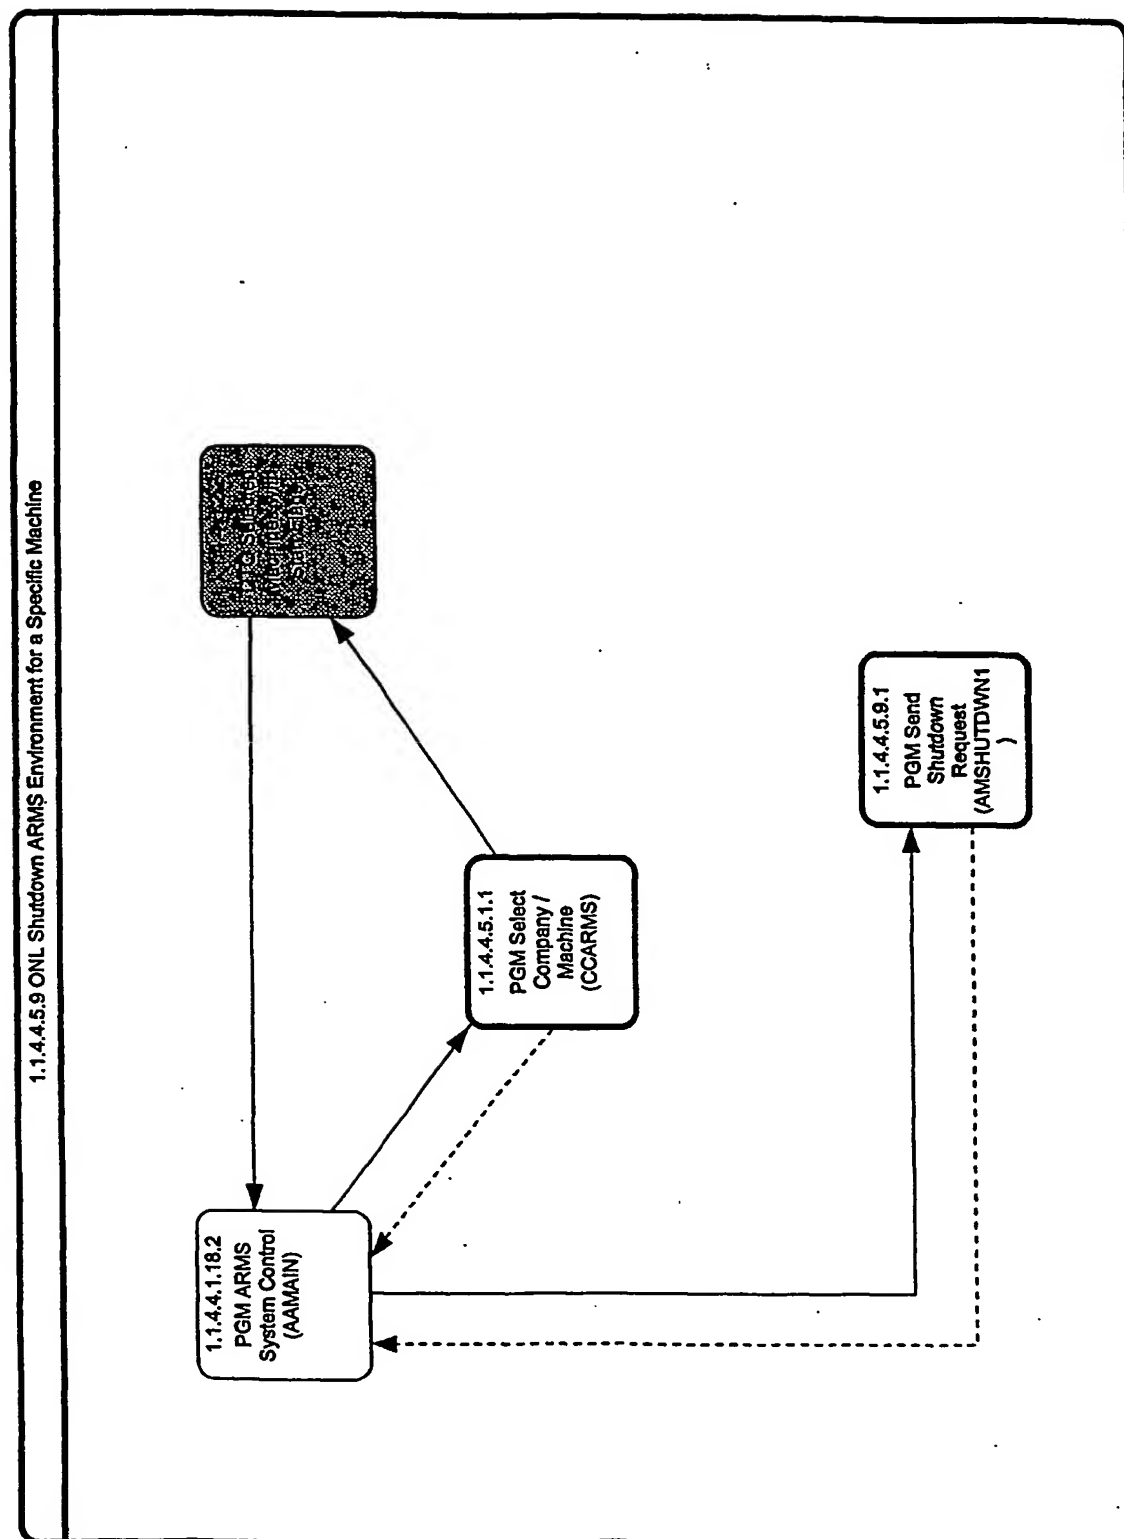 1.1.4.4.5.9 ONL Shutdown ARMS Environment for a Specific Machine
1.1.4.4.1.18.2
PGM ARMS
System Control
(AAMAIN)
1.1.4.4.5.1.1
PGM Select
Company /
Machine
(CCARMS)
1.1.4.4.5.9.1
PGM Send
Shutdown
Request
(AMSHUTDWN1
)